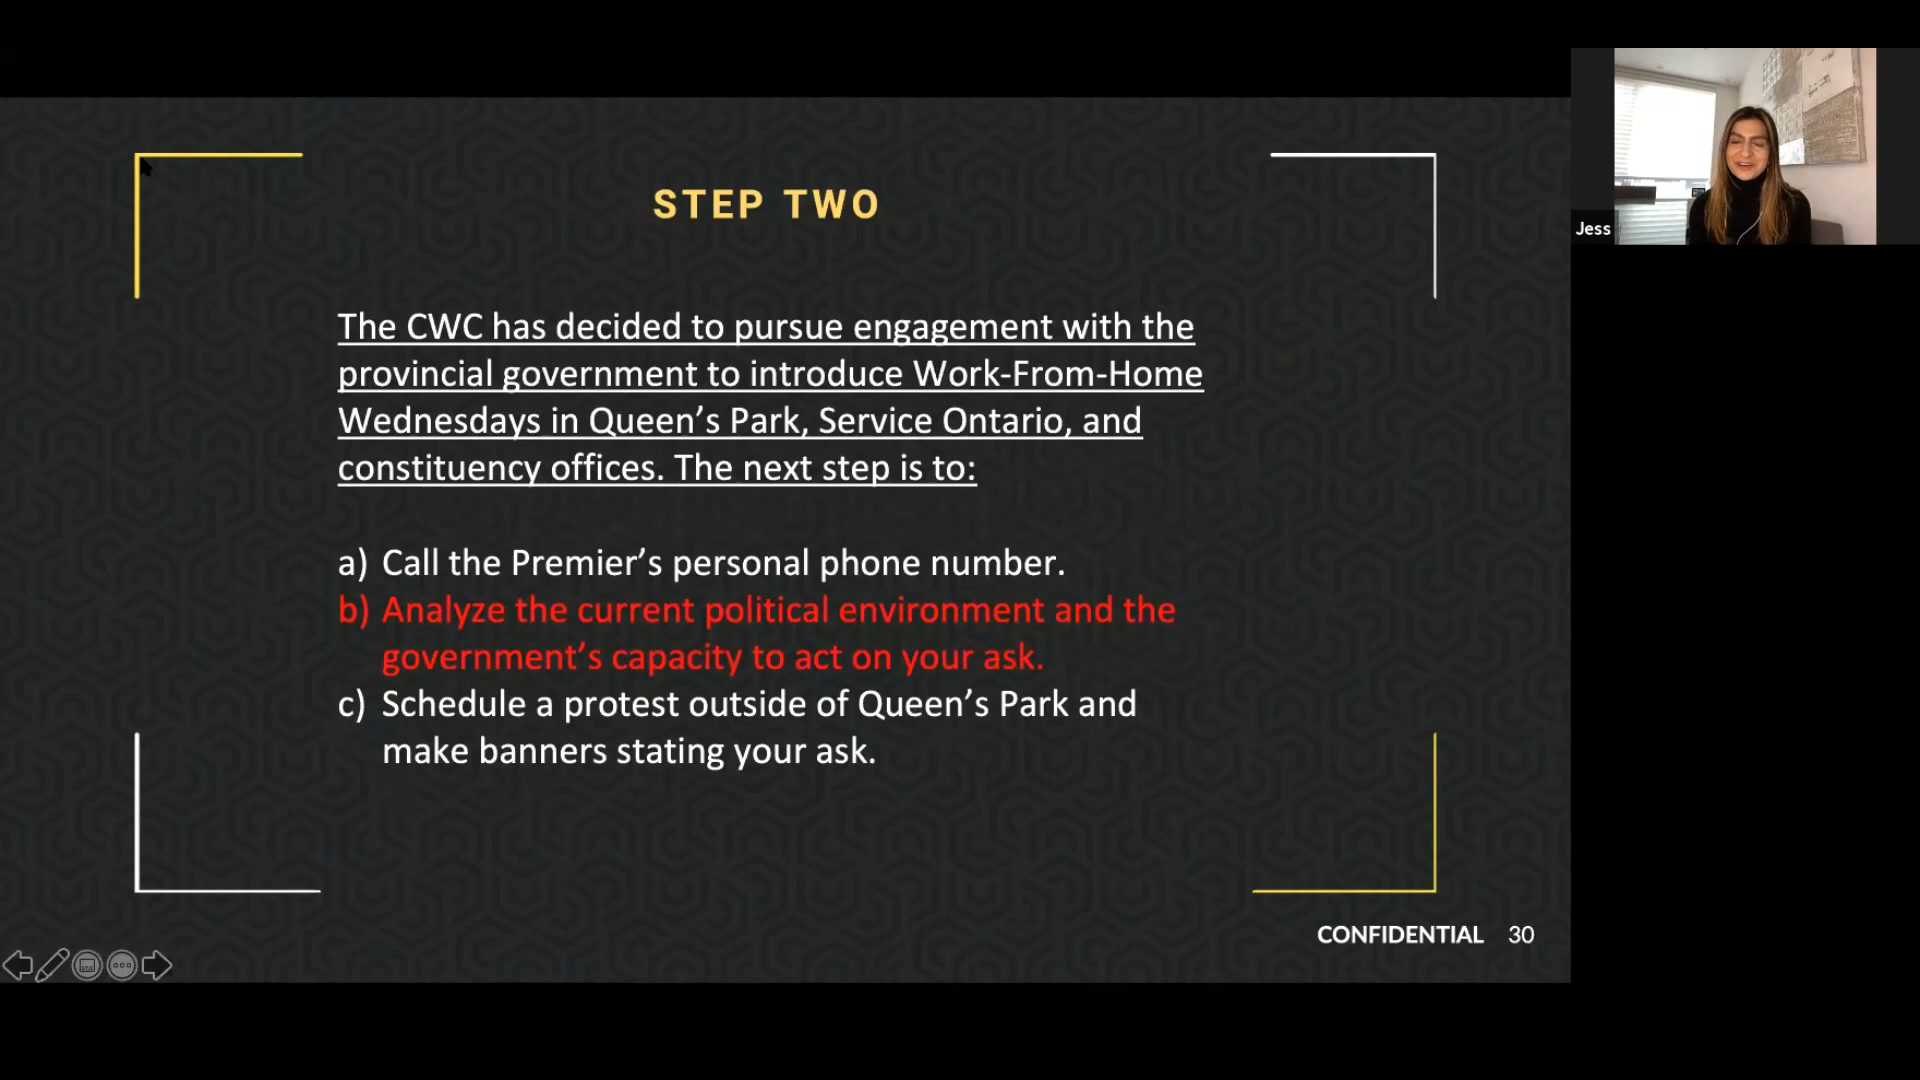 STEP TWO
The CWC has decided to pursue engagement with the
provincial government to introduce Work-From-Home
Wednesdays in Queen’s Park, Service Ontario, and
constituency offices. The next step is to:
a) Call the Premier’s personal phone number.
b) Analyze the current political environment and the
government’s capacity to act on your ask.
c) Schedule a protest outside of Queen’s Park and
make banners stating your ask.
CONFIDENTIAL 30
Jess